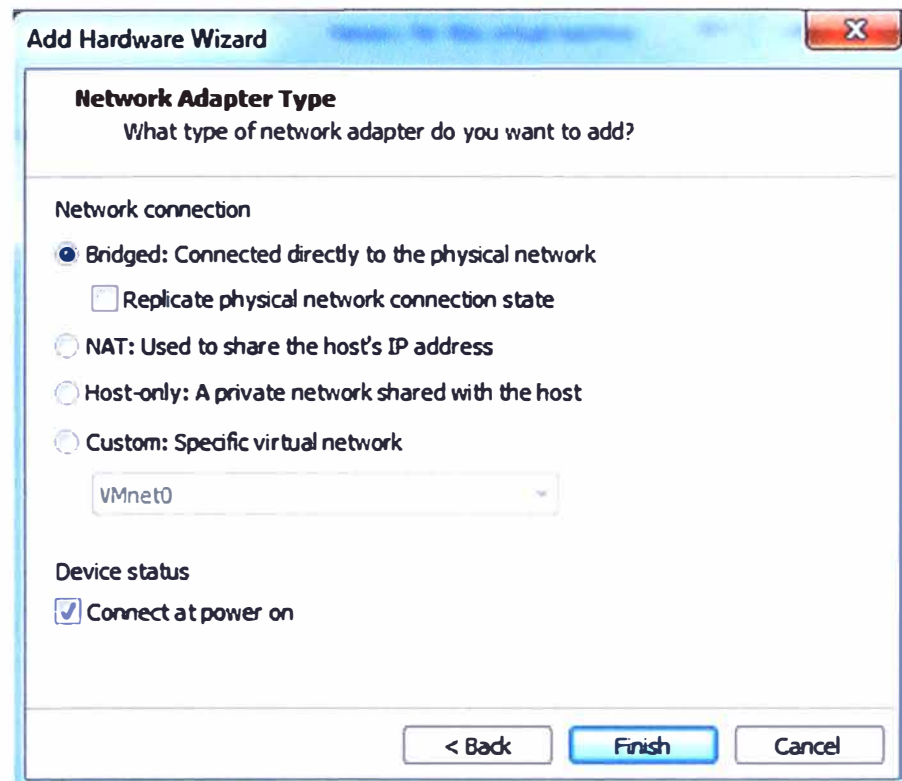 Add Hardware Wizard
Network Adapter Type
What type of network adapter do you want to add?
Network connection
Bridged: Connected directly to the physical network
Replicate physical network connection state
NAT: Used to share the host's IP address
Host-only: A private network shared with the host
Custom: Specific virtual network
VMnet0
Device status
Connect at power on
< Back Finish Cancel